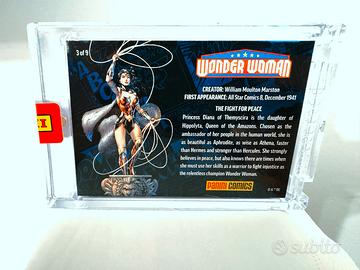 3 of 9
WONDER WOMAN
CREATOR: William Moulton Marston
FIRST APPEARANCE: All Star Comics 8, December 1941
THE FIGHT FOR PEACE
Princess Diana of Themyscira is the daughter of
Hippolyta, Queen of the Amazons. Chosen as the
ambassador of her people in the human world, she is
as beautiful as Aphrodite, as wise as Athena, faster
than Hermes and stronger than Hercules. She strongly
believes in peace, but also knows there are times when
she must use her skills as a warrior to fight injustice as
the relentless champion Wonder Woman.
PANINI COMICS
subito